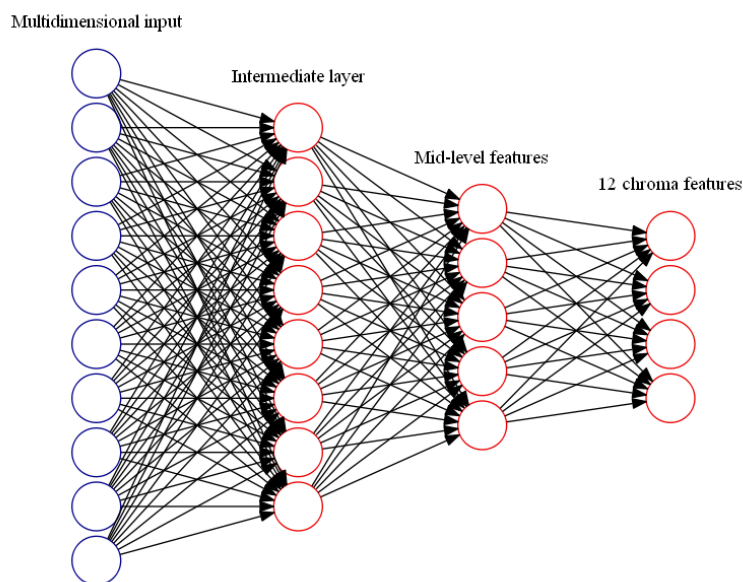 Multidimensional input
Intermediate layer
Mid-level features
12 chroma features